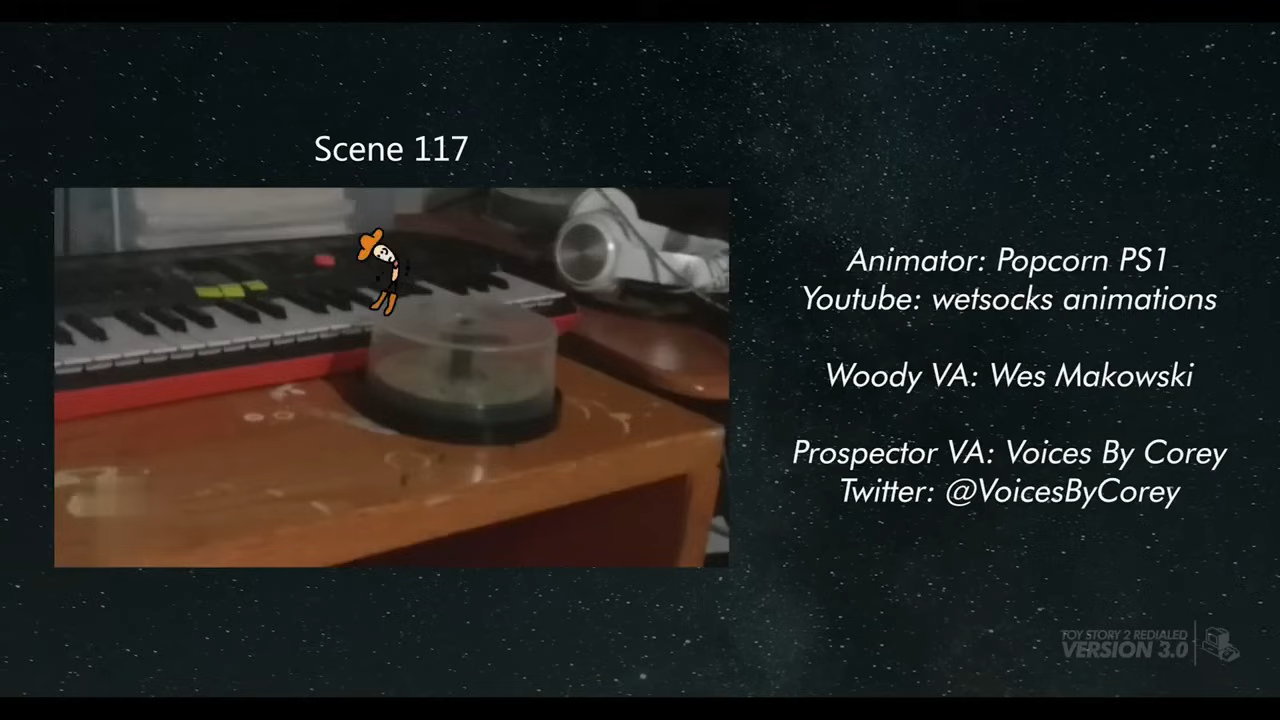 Scene 117
Animator: Popcorn PS1
Youtube: wetsocks animations
Woody VA: Wes Makowski
Prospector VA: Voices By Corey
Twitter: @VoicesByCorey
TOY STORY 2 REDIALED
VERSION 3.0